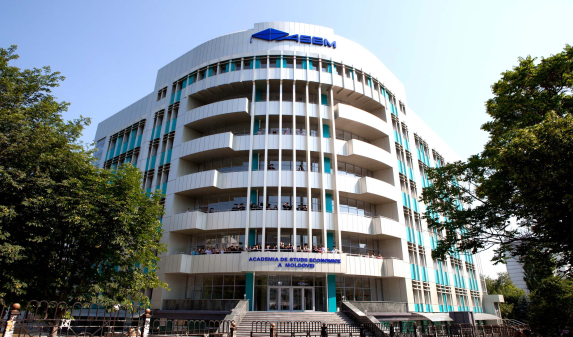 ASEM
ACADEMIA DE STUDII ECONOMICE
A MOLDOVEI